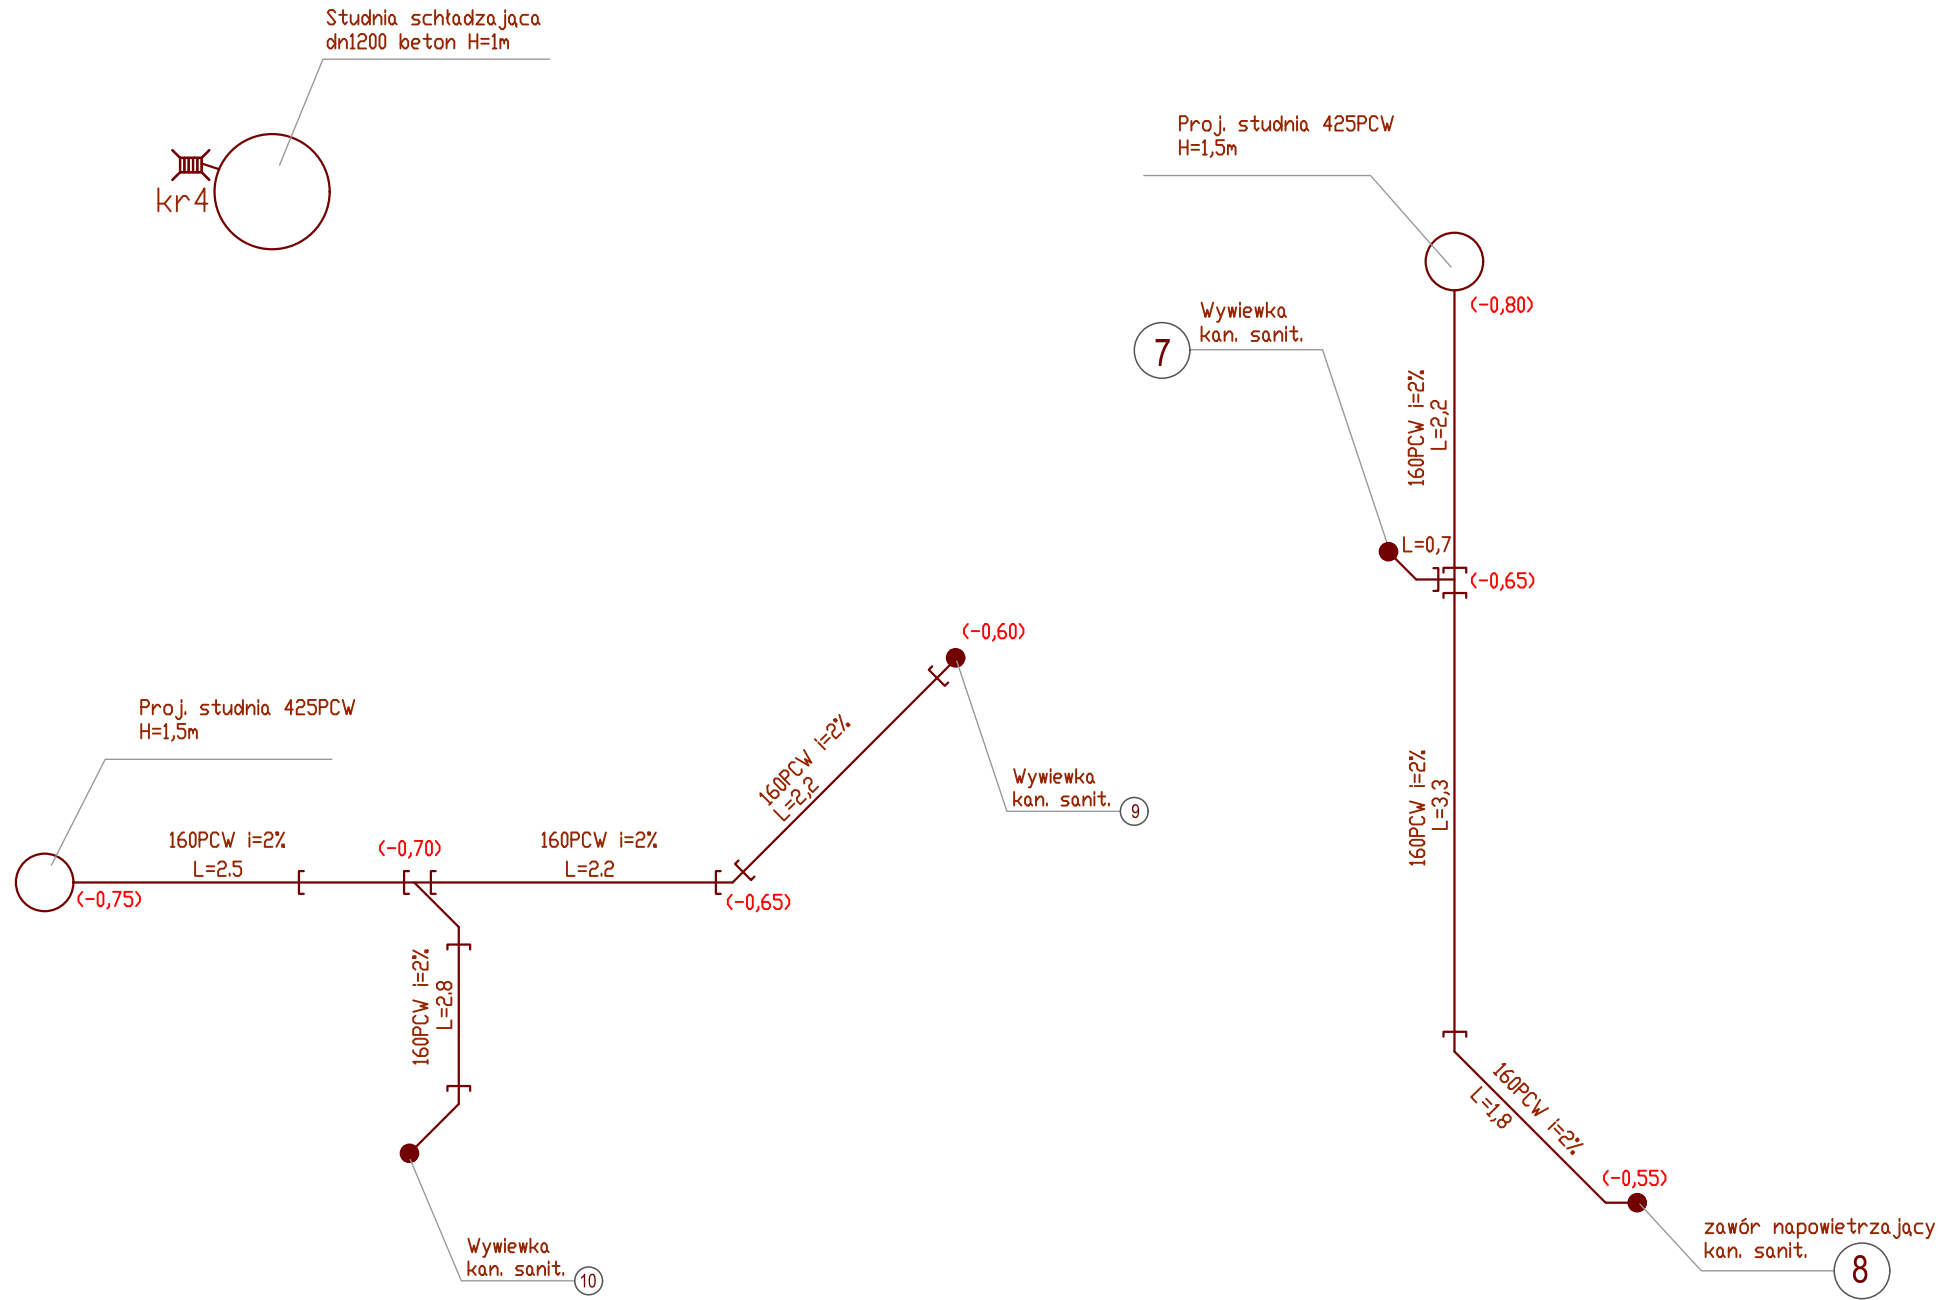 Studnia schładzająca
dn1200 beton H=1m
kr4
Proj. studnia 425PCW
H=1,5m
(-0,80)
Wywiewka
kan. sanit.
7
160PCW i=2%
L=2,2
L=0,7
(-0,65)
160PCW i=2%
L=3,3
160PCW i=2%
L=1,8
(-0,55)
zawór napowietrzający
kan. sanit.
8
Proj. studnia 425PCW
H=1,5m
160PCW i=2%
L=2.5
(-0,75)
(-0,70)
160PCW i=2%
L=2.2
(-0,65)
160PCW i=2%
L=2,2
(-0,60)
Wywiewka
kan. sanit.
9
160PCW i=2%
L=2.8
Wywiewka
kan. sanit.
10